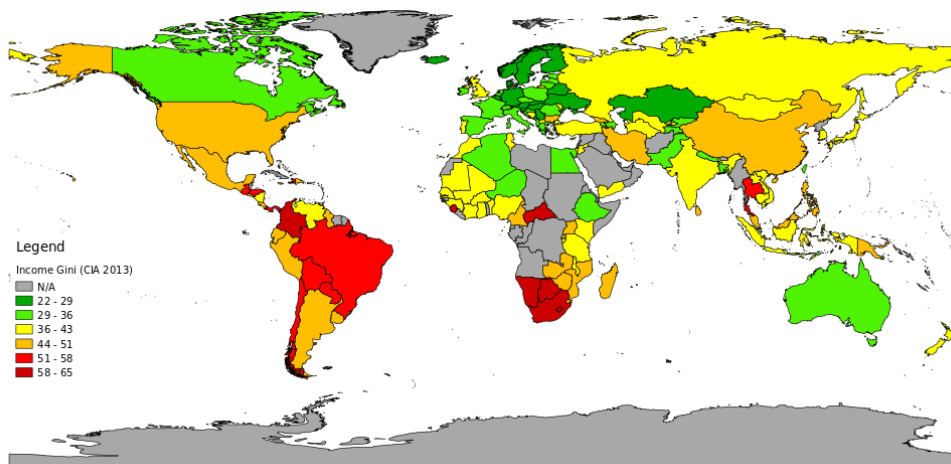 Legend
Income Gini (CIA 2013)
N/A
22 - 29
29 - 36
36 - 43
44 - 51
51 - 58
58 - 65